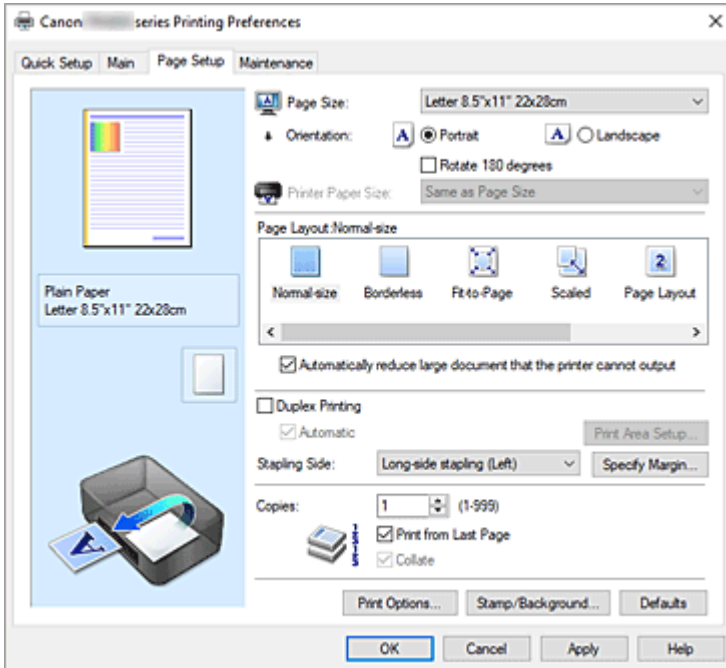 Canon series Printing Preferences
Quick Setup Main Page Setup Maintenance
Page Size: Letter 8.5"x11" 22x28cm
Orientation: A Portrait A Landscape
Rotate 180 degrees
Printer Paper Size: Same as Page Size
Page Layout:Normal-size
Normal-size Borderless Fit-to-Page Scaled Page Layout
Plain Paper
Letter 8.5"x11" 22x28cm
Automatically reduce large document that the printer cannot output
Duplex Printing
Automatic
Print Area Setup...
Stapling Side: Long-side stapling (Left) Specify Margin...
Copies: 1 (1-999)
Print from Last Page
Collate
Print Options... Stamp/Background... Defaults
OK Cancel Apply Help